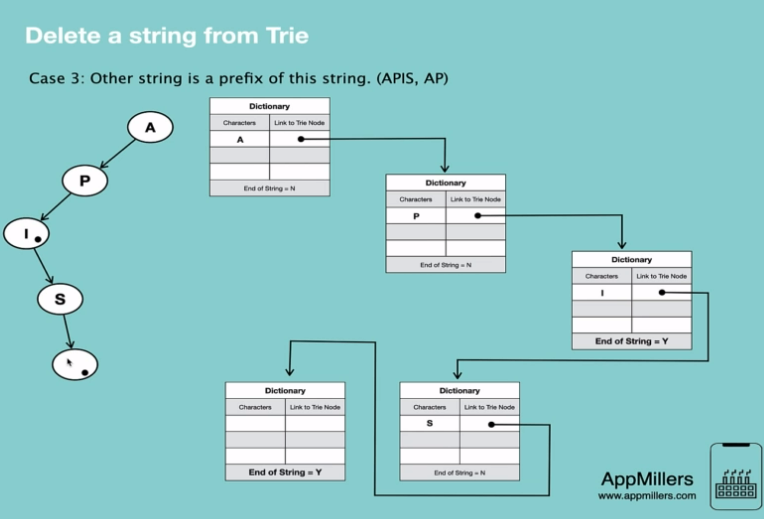 Delete a string from Trie
Case 3: Other string is a prefix of this string. (APIS, AP)
A
P
I
S
Dictionary
Characters Link to Trie Node
A
End of String = N
Dictionary
Characters Link to Trie Node
P
End of String = N
Dictionary
Characters Link to Trie Node
I
End of String = Y
Dictionary
Characters Link to Trie Node
End of String = Y
Dictionary
Characters Link to Trie Node
S
End of String = N
AppMillers
www.appmillers.com